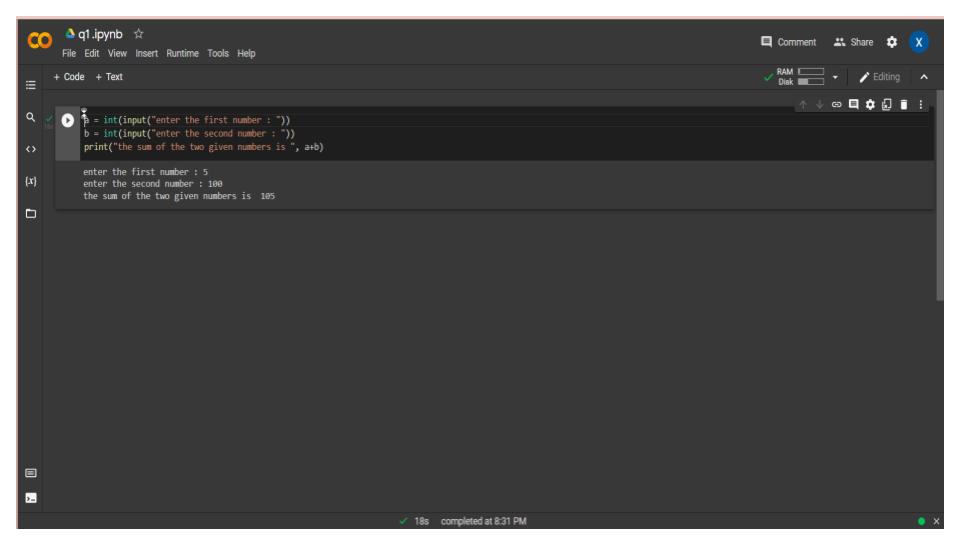 q1.ipynb
File Edit View Insert Runtime Tools Help
Comment Share X
+ Code + Text
RAM
Disk
Editing
a = int(input("enter the first number : "))
b = int(input("enter the second number : "))
print("the sum of the two given numbers is ", a+b)
enter the first number : 5
enter the second number : 100
the sum of the two given numbers is 105
{x}
18s completed at 8:31 PM